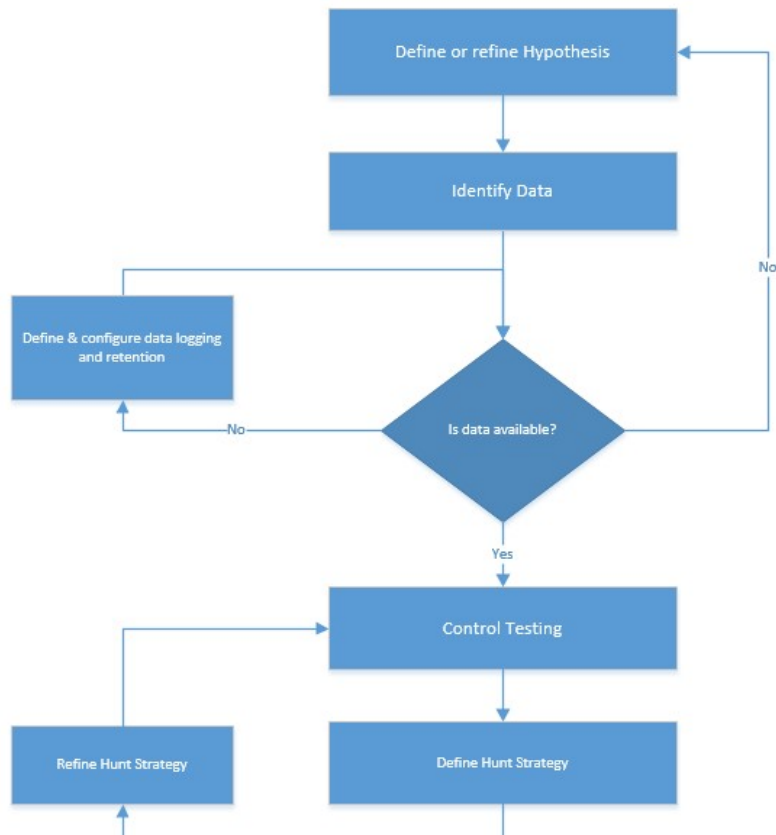 Define or refine Hypothesis
Identify Data
No
Define & configure data logging
and retention
Is data available?
No
Yes
Control Testing
Refine Hunt Strategy
Define Hunt Strategy